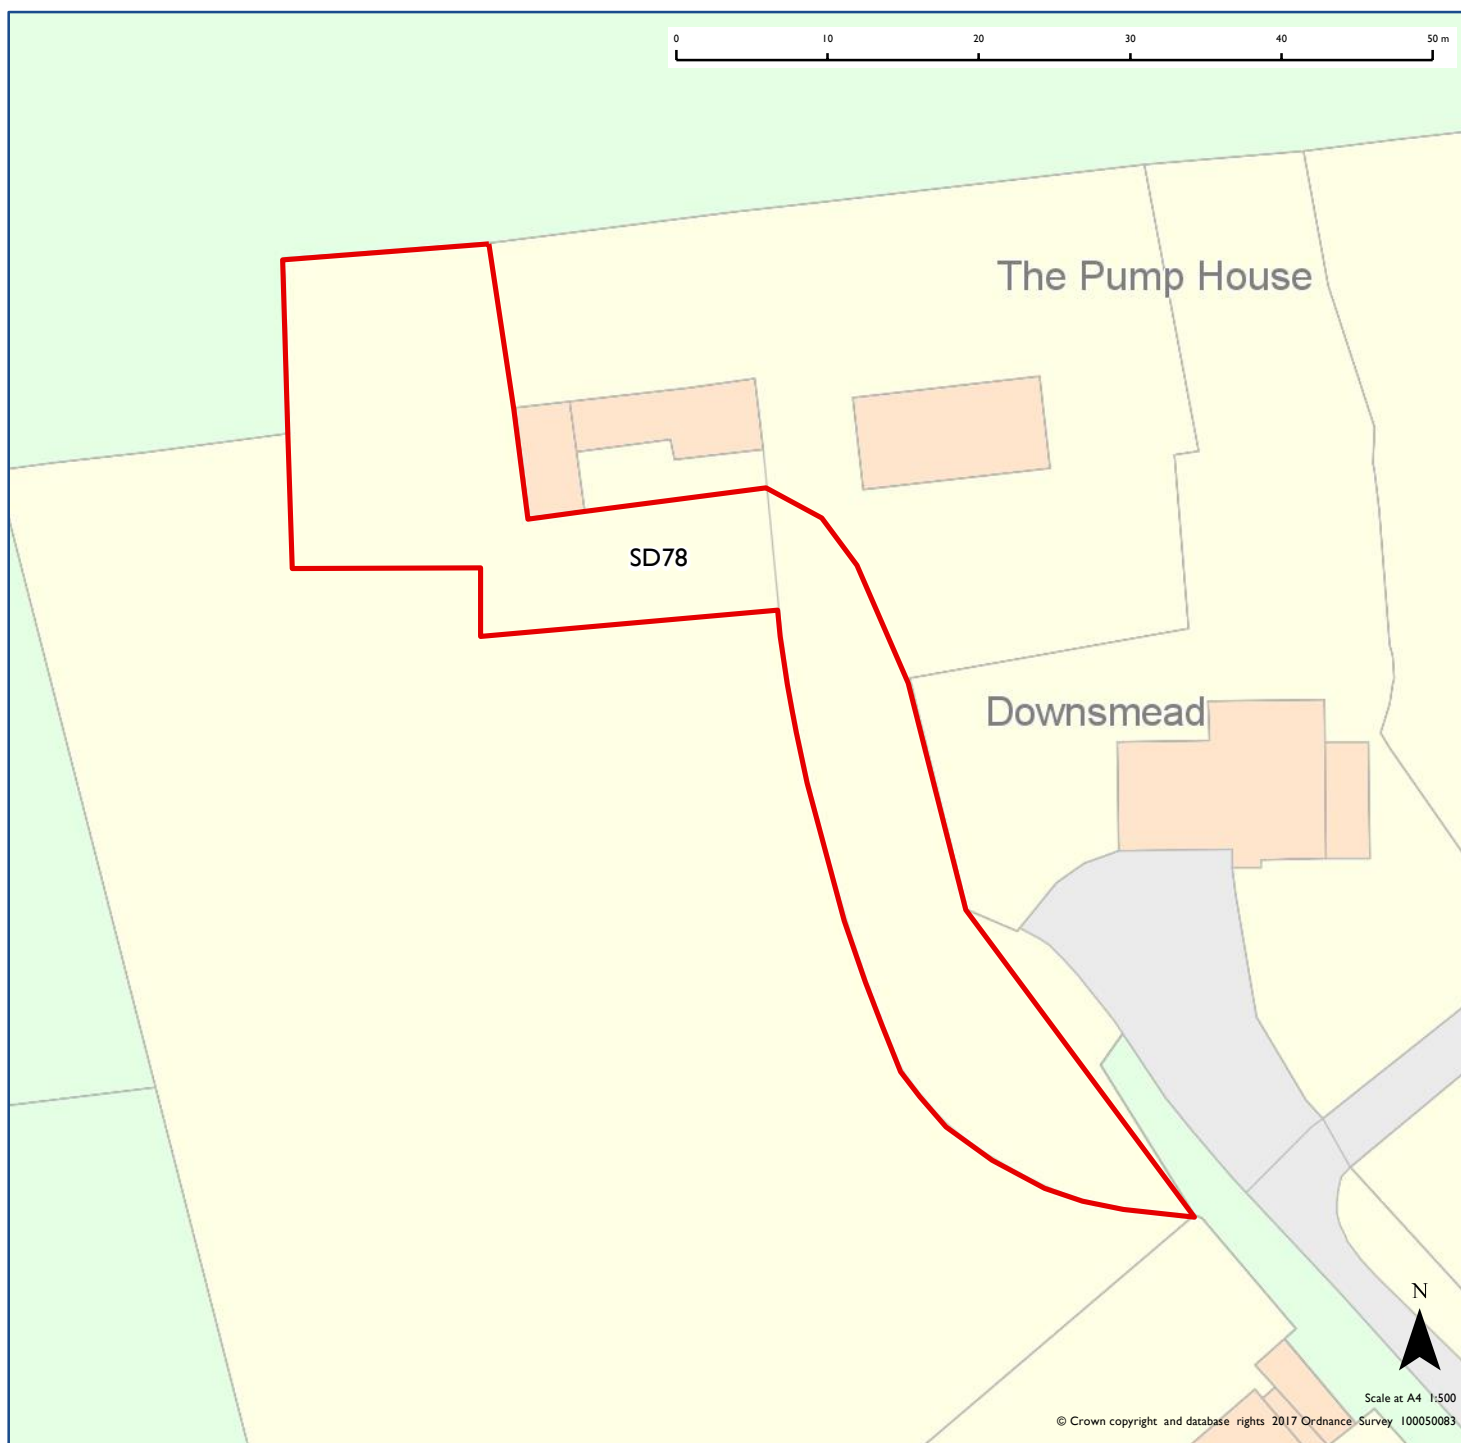 0 10 20 30 40 50 m
The Pump House
SD78
Downsmead
N
Scale at A4 1:500
© Crown copyright and database rights 2017 Ordnance Survey 100050083